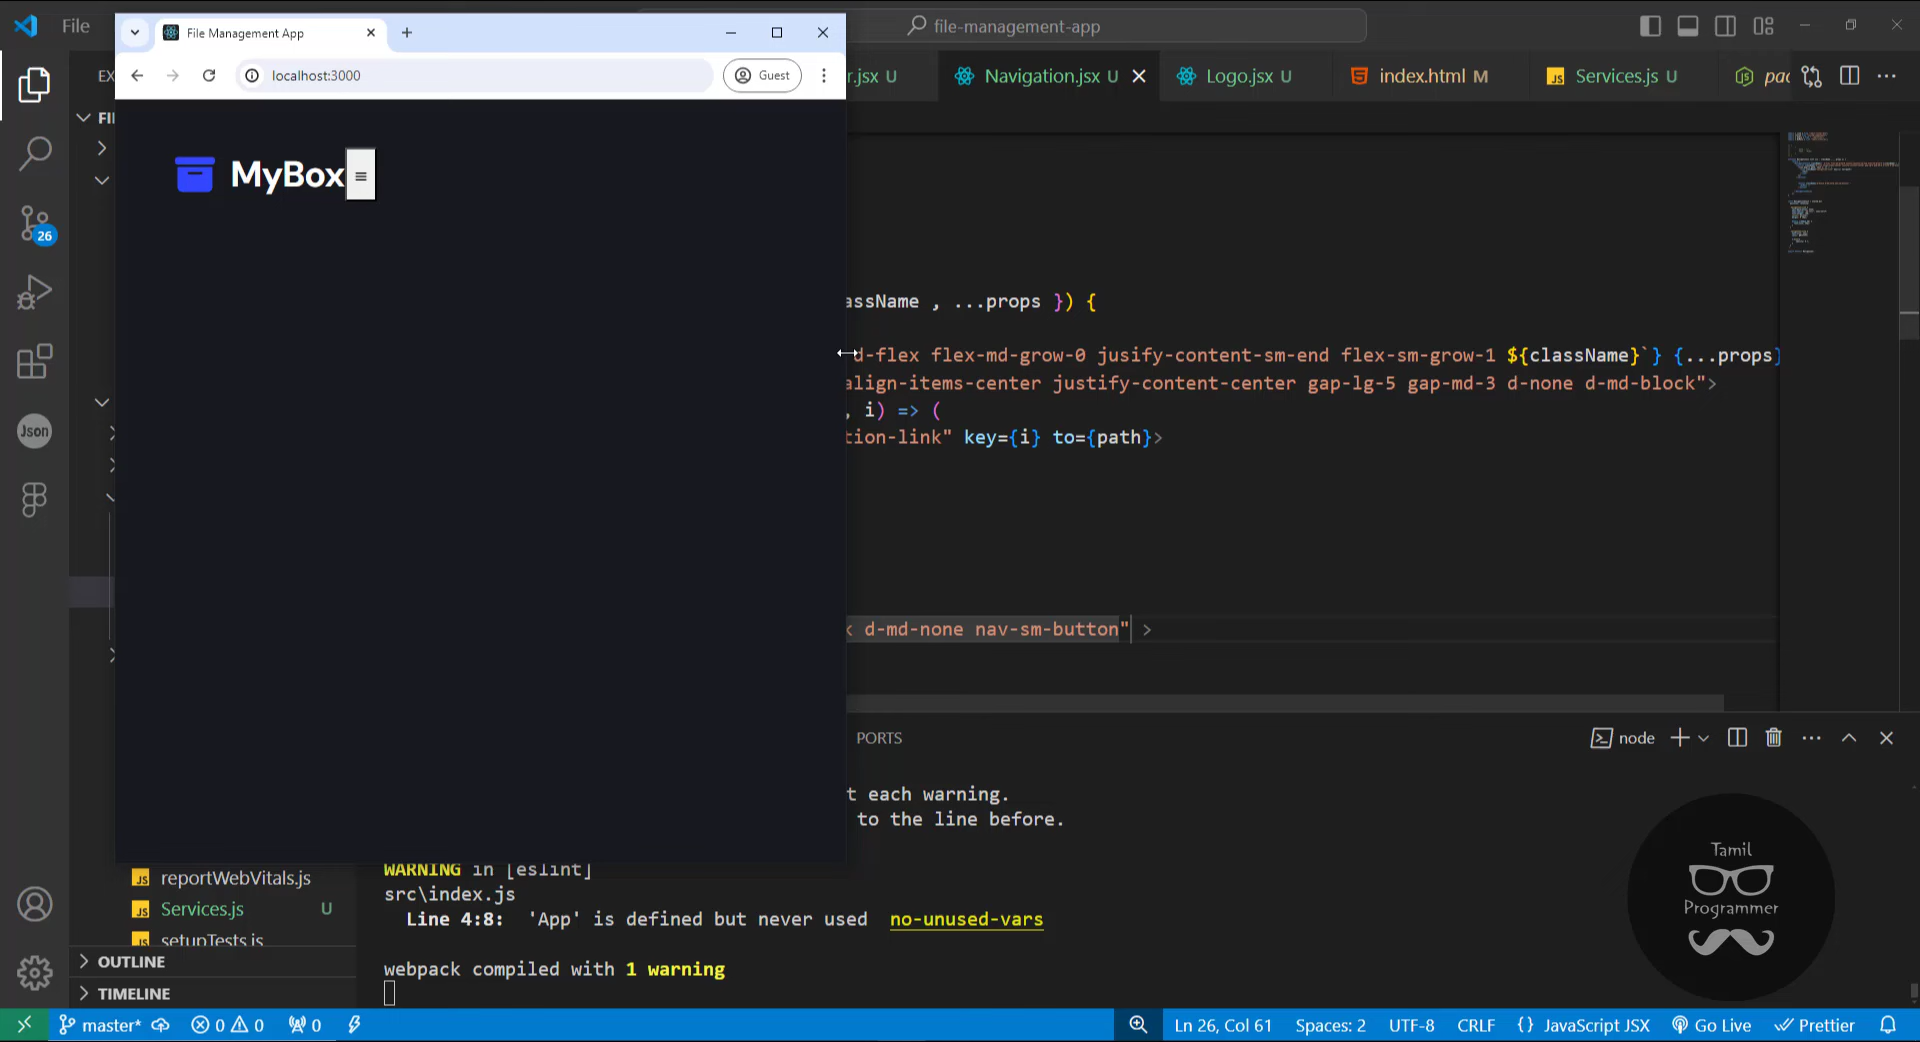 File
file-management-app
File Management App
localhost:3000
Guest
r.jsx U
Navigation.jsx U
Logo.jsx U
index.html M
Services.js U
pac
EX
FI
MyBox
assName , ...props }) {
d-flex flex-md-grow-0 jusify-content-sm-end flex-sm-grow-1 ${className}`} {...props}
align-items-center justify-content-center gap-lg-5 gap-md-3 d-none d-md-block">
, i) => (
tion-link" key={i} to={path}>
k d-md-none nav-sm-button" >
26
Json
PORTS
node
t each warning.
to the line before.
WARNING in [eslint]
src\index.js
Line 4:8: 'App' is defined but never used no-unused-vars
webpack compiled with 1 warning
reportWebVitals.js
Services.js U
setupTests.js
OUTLINE
TIMELINE
Tamil
Programmer
master* 0 0 0
Ln 26, Col 61 Spaces: 2 UTF-8 CRLF {} JavaScript JSX Go Live Prettier